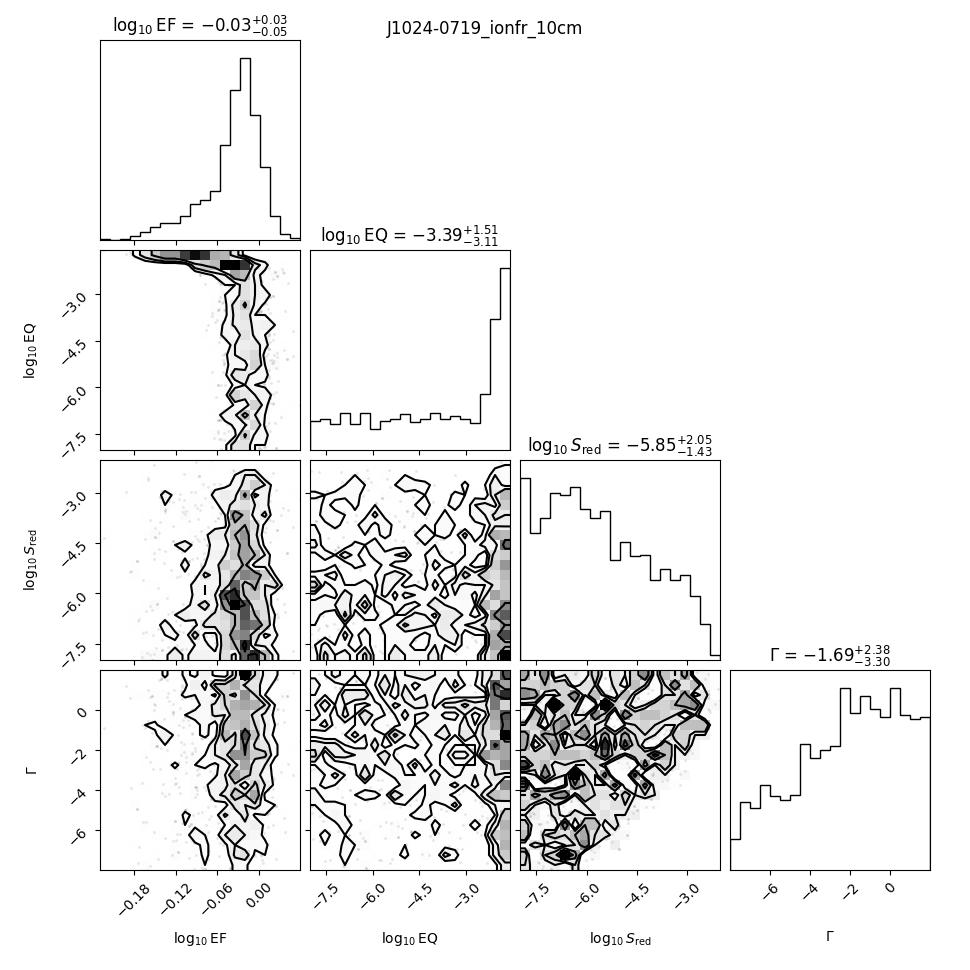 J1024-0719_ionfr_10cm
log₁₀ EF = −0.03+0.03−0.05
log₁₀ EQ = −3.39+1.51−3.11
−3.0
−4.5
−6.0
−7.5
log₁₀ EQ
log₁₀ Sred = −5.85+2.05−1.43
−3.0
−4.5
−6.0
−7.5
log₁₀ Sred
Γ = −1.69+2.38−3.30
0
−2
−4
−6
Γ
−0.18 −0.12 −0.06 0.00
−7.5 −6.0 −4.5 −3.0
−7.5 −6.0 −4.5 −3.0
−6 −4 −2 0
log₁₀ EF
log₁₀ EQ
log₁₀ Sred
Γ